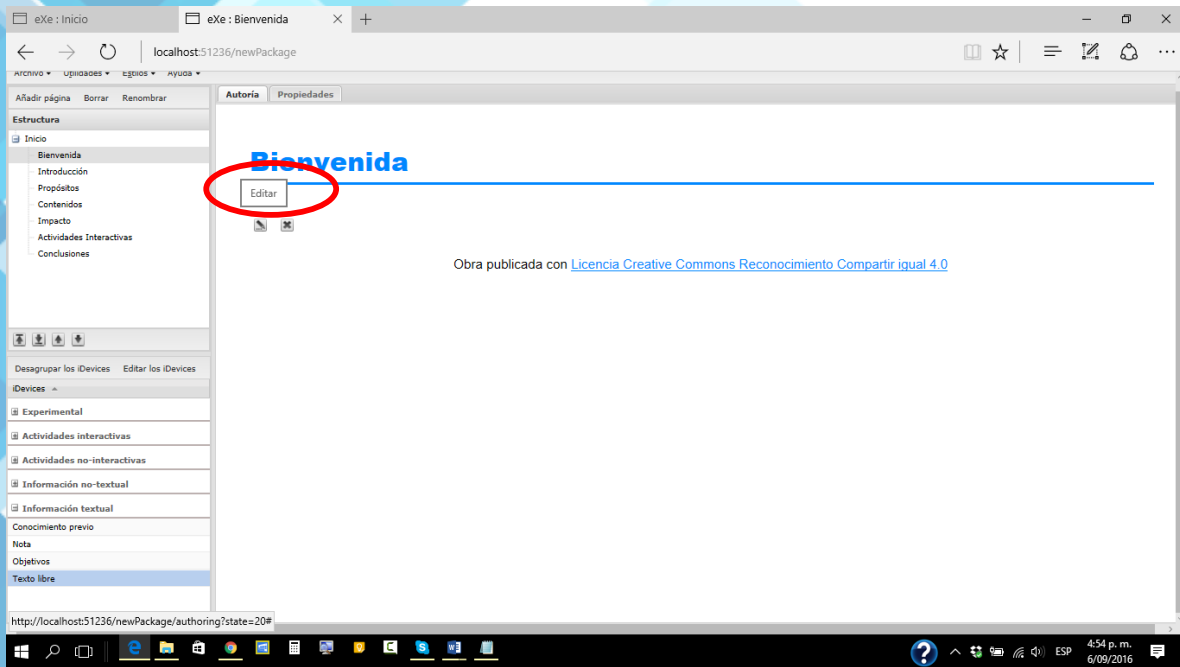 eXe : Inicio
eXe : Bienvenida
localhost:51236/newPackage
Archivo Utilidades Estilos Ayuda
Añadir página Borrar Renombrar
Autoría Propiedades
Estructura
Inicio
Bienvenida
Introducción
Propósitos
Contenidos
Impacto
Actividades Interactivas
Conclusiones
Bienvenida
Editar
Obra publicada con Licencia Creative Commons Reconocimiento Compartir igual 4.0
Desagrupar los iDevices Editar los iDevices
iDevices
Experimental
Actividades interactivas
Actividades no-interactivas
Información no-textual
Información textual
Conocimiento previo
Nota
Objetivos
Texto libre
http://localhost:51236/newPackage/authoring?state=20#
ESP
4:54 p. m.
6/09/2016